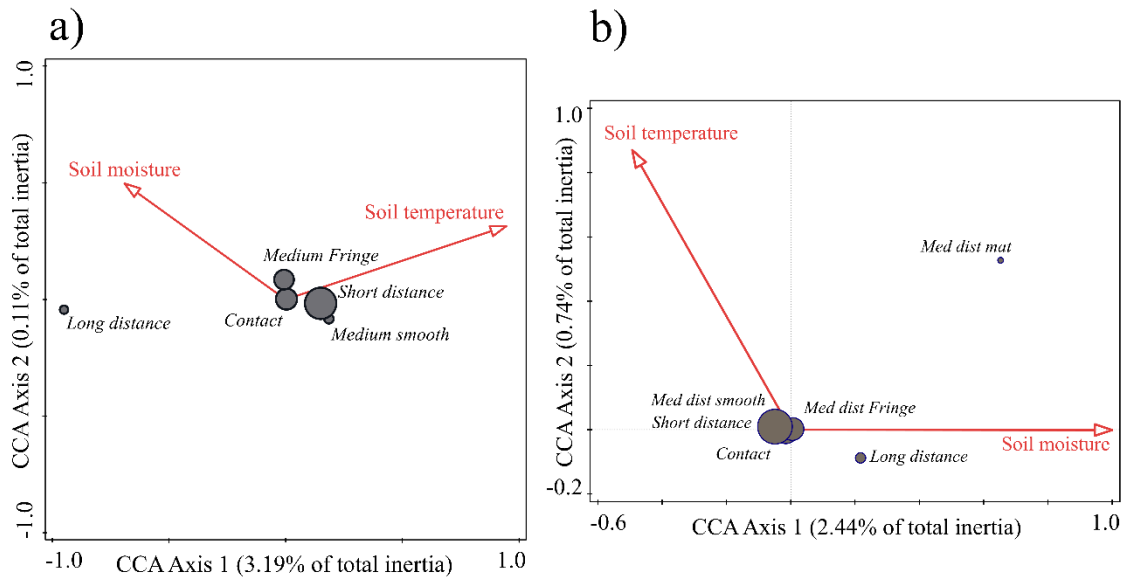 a)
1.0
Soil moisture
Soil temperature
Medium Fringe
Short distance
Long distance
Contact
Medium smooth
CCA Axis 2 (0.11% of total inertia)
-1.0
-1.0
1.0
CCA Axis 1 (3.19% of total inertia)
b)
1.0
Soil temperature
Med dist mat
Med dist smooth
Med dist Fringe
Short distance
Contact
Long distance
Soil moisture
CCA Axis 2 (0.74% of total inertia)
-0.2
-0.6
1.0
CCA Axis 1 (2.44% of total inertia)